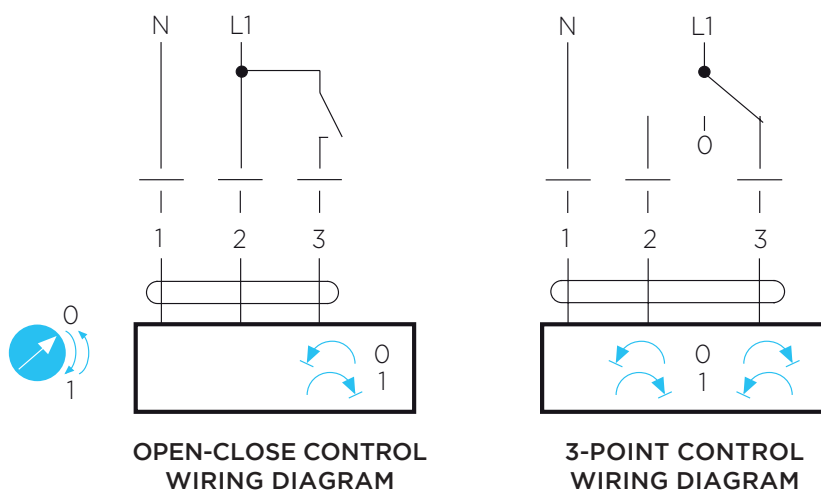 N L1
1 2 3
0
1
0
1
OPEN-CLOSE CONTROL
WIRING DIAGRAM
N L1
0
1 2 3
0
1
3-POINT CONTROL
WIRING DIAGRAM